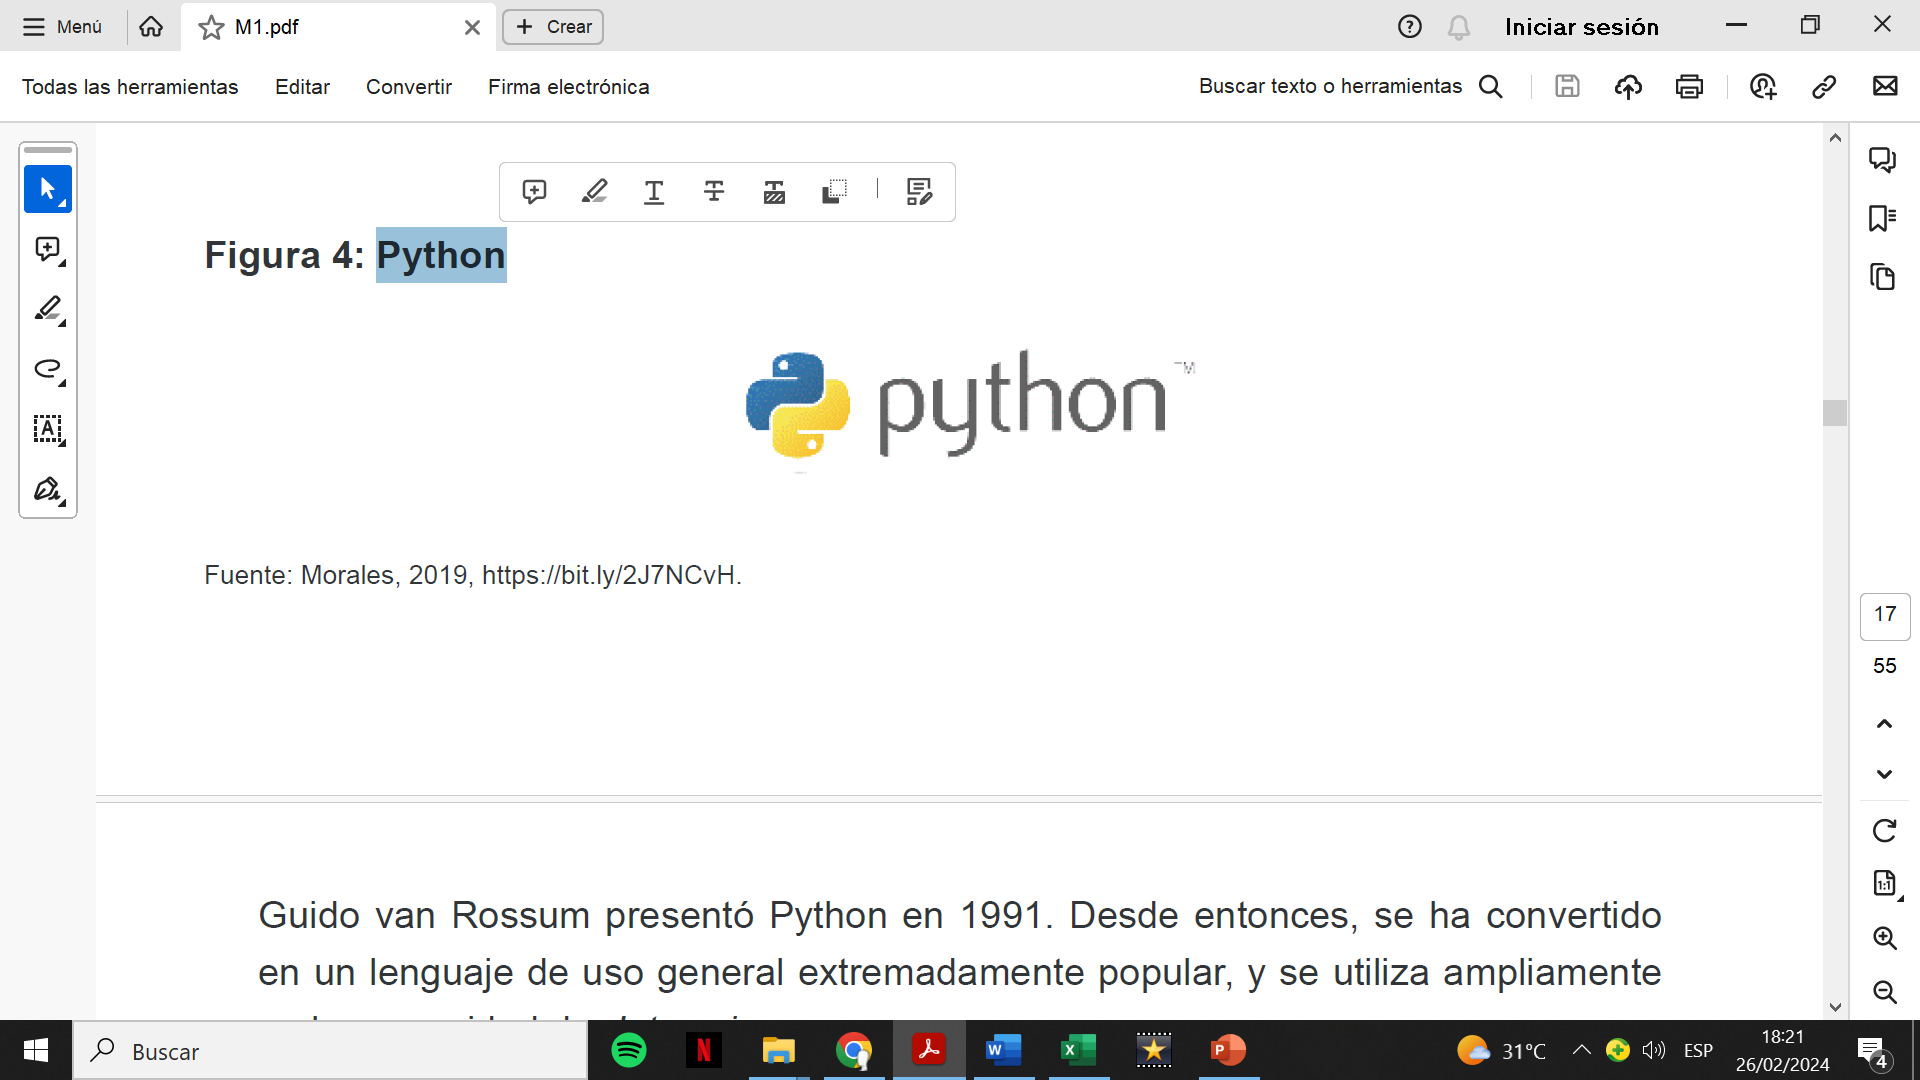 Menú
M1.pdf
Crear
Iniciar sesión
Todas las herramientas
Editar
Convertir
Firma electrónica
Buscar texto o herramientas
Figura 4: Python
python
Fuente: Morales, 2019, https://bit.ly/2J7NCvH.
17
55
Guido van Rossum presentó Python en 1991. Desde entonces, se ha convertido
en un lenguaje de uso general extremadamente popular, y se utiliza ampliamente
Buscar
31°C
ESP
18:21
26/02/2024
4